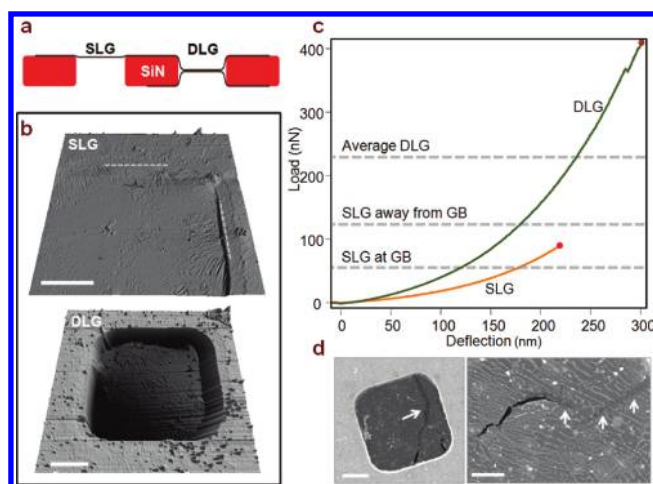 a
SLG
DLG
SiN
b
SLG
DLG
c
Load (nN)
400
300
200
100
0
DLG
Average DLG
SLG away from GB
SLG at GB
SLG
0
50
100
150
200
250
300
Deflection (nm)
d